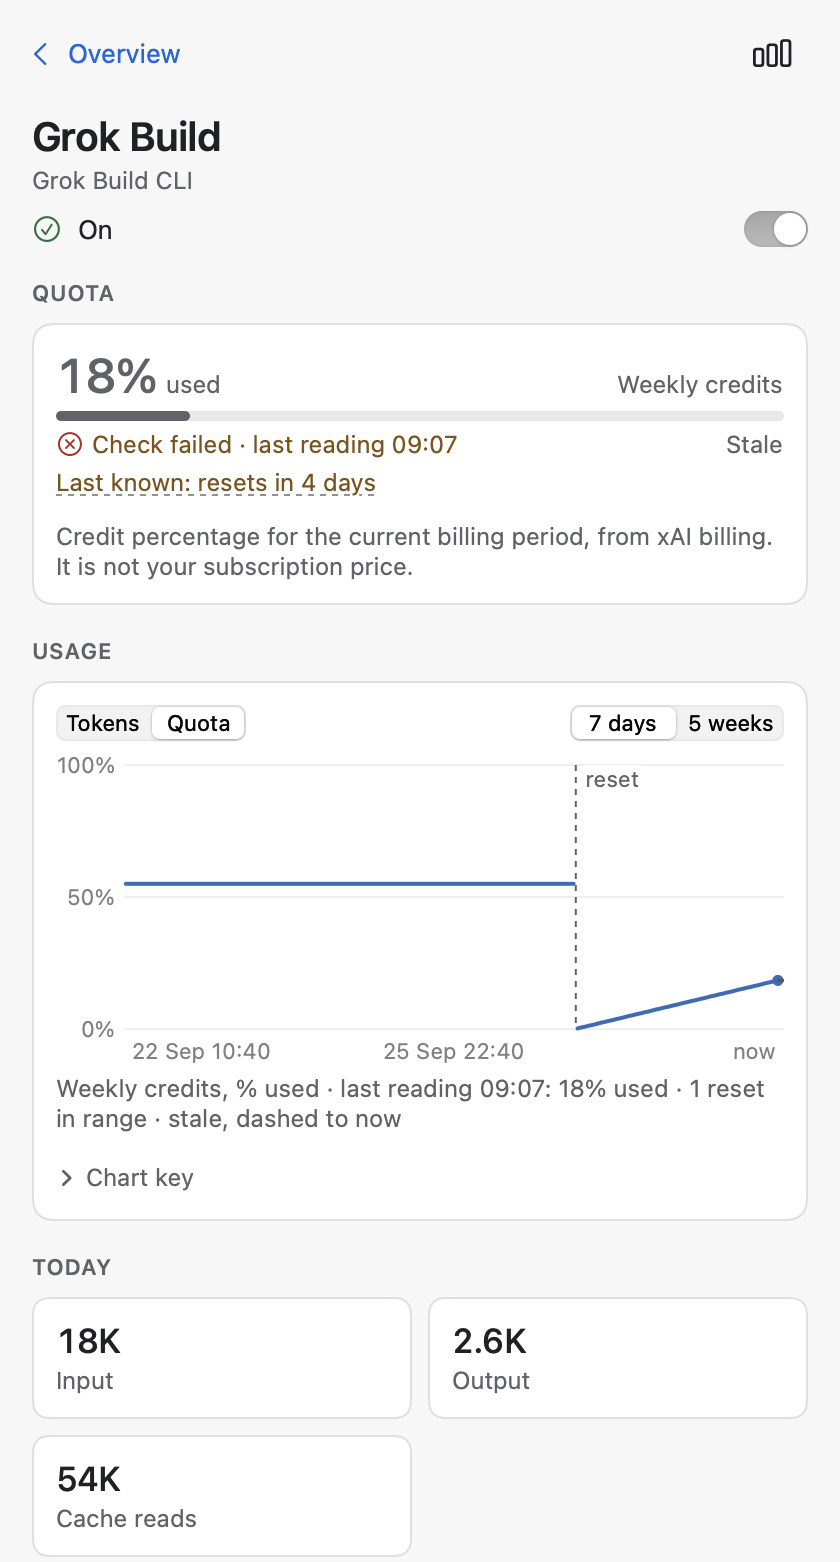 Overview
Grok Build
Grok Build CLI
On
QUOTA
18% used
Weekly credits
Check failed · last reading 09:07
Stale
Last known: resets in 4 days
Credit percentage for the current billing period, from xAI billing.
It is not your subscription price.
USAGE
Tokens Quota
7 days 5 weeks
100%
reset
50%
0%
22 Sep 10:40
25 Sep 22:40
now
Weekly credits, % used · last reading 09:07: 18% used · 1 reset
in range · stale, dashed to now
Chart key
TODAY
18K
Input
2.6K
Output
54K
Cache reads